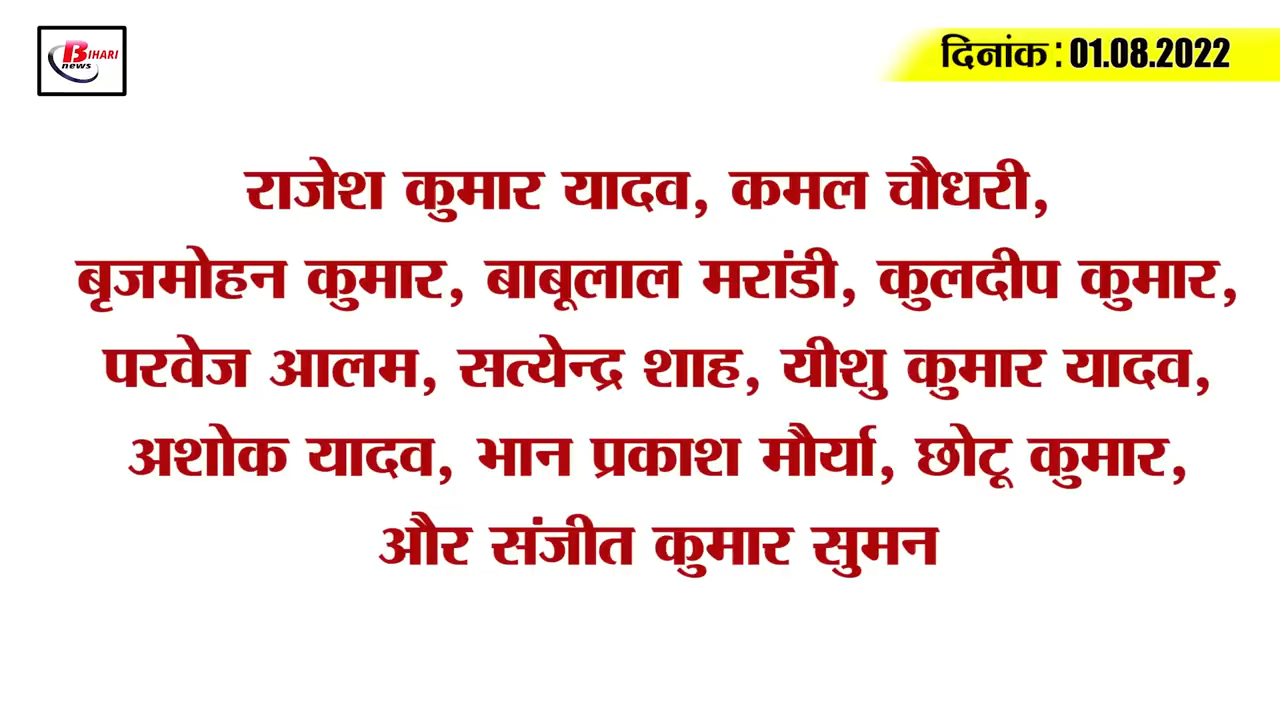 BIHARI
news
दिनांक : 01.08.2022
राजेश कुमार यादव, कमल चौधरी,
बृजमोहन कुमार, बाबूलाल मरांडी, कुलदीप कुमार,
परवेज आलम, सत्येन्द्र शाह, यीशु कुमार यादव,
अशोक यादव, भान प्रकाश मौर्या, छोटू कुमार,
और संजीत कुमार सुमन